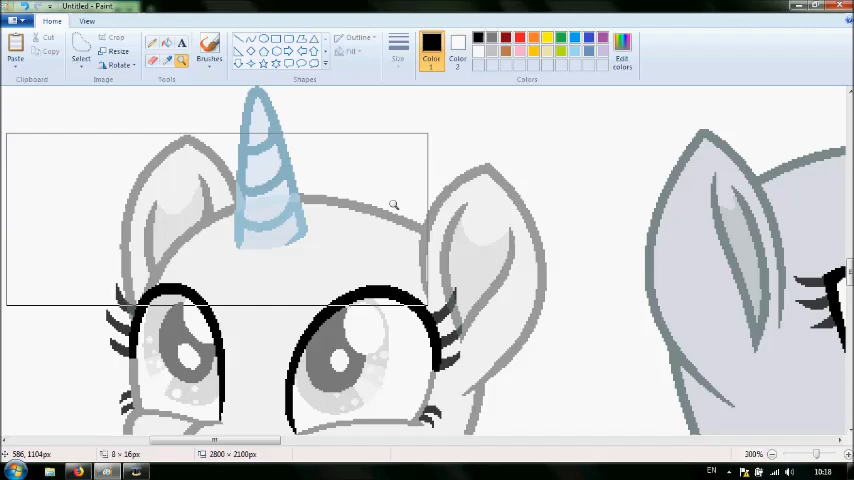 Untitled - Paint
Home View
Cut
Copy
Paste
Clipboard
Select
Crop
Resize
Rotate
Image
A
Tools
Brushes
Outline
Fill
Shapes
Size
Color 1
Color 2
Edit colors
Colors
586, 1104px
8 × 16px
2800 × 2100px
300%
EN
10:18